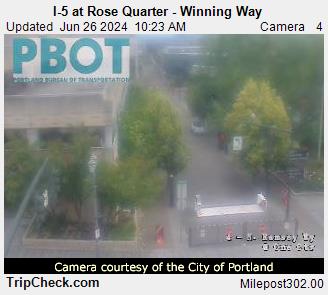 I-5 at Rose Quarter - Winning Way
Updated Jun 26 2024 10:23 AM Camera 4
PBOT
PORTLAND BUREAU OF TRANSPORTATION
Camera courtesy of the City of Portland
TripCheck.com Milepost302.00